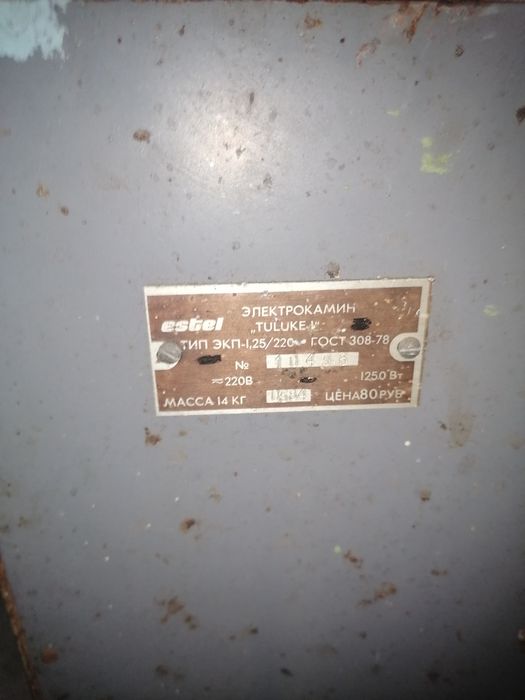 ЭЛЕКТРОКАМИН
estel „TULUKE-1"
ТИП ЭКП-1,25/220 ГОСТ 308-78
№
≂220В 1250 Вт
МАССА 14 КГ ЦЕНА 80 РУБ